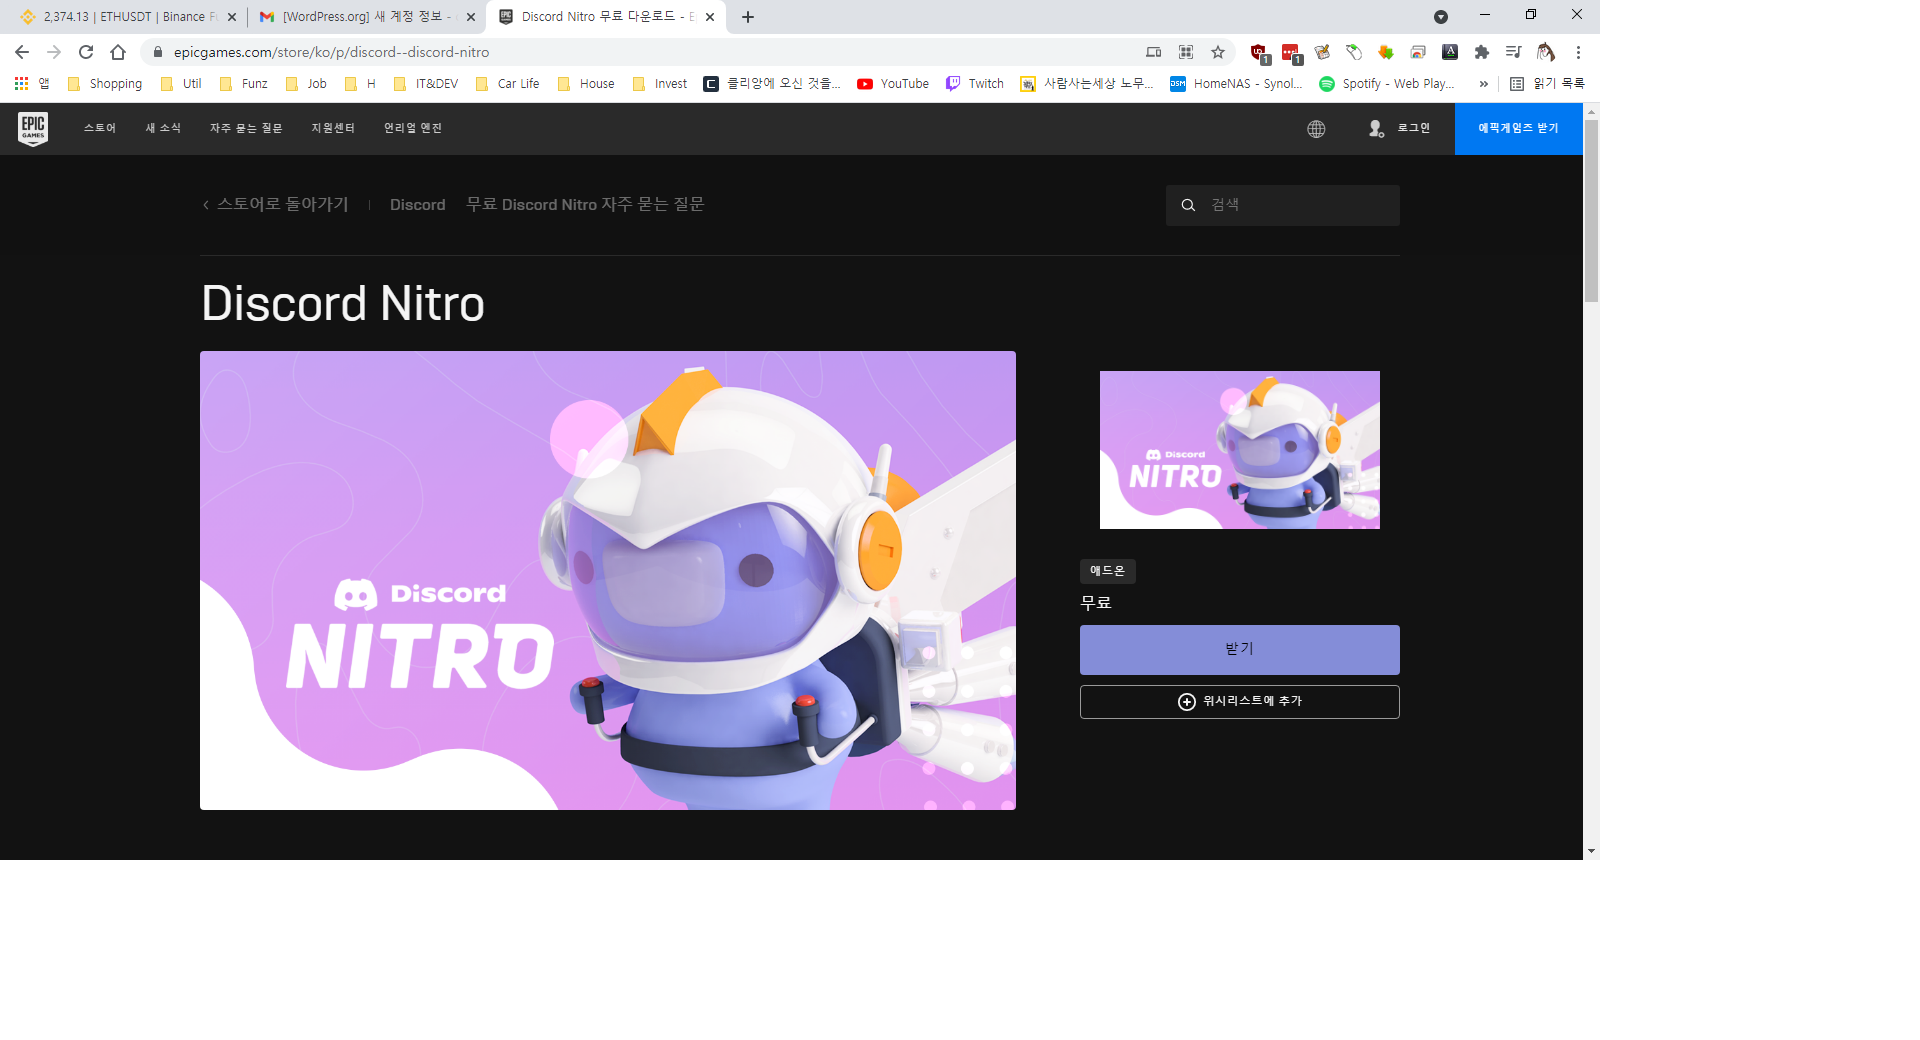 2,374.13 | ETHUSDT | Binance F
[WordPress.org] 새 계정 정보 -
Discord Nitro 무료 다운로드 - E
epicgames.com/store/ko/p/discord--discord-nitro
1
1
앱
Shopping
Util
Funz
Job
H
IT&DEV
Car Life
House
Invest
클리앙에 오신 것을...
YouTube
Twitch
사람사는세상 노무...
DSM
HomeNAS - Synol...
Spotify - Web Play...
»
읽기 목록
EPIC GAMES
스토어
새 소식
자주 묻는 질문
지원센터
언리얼 엔진
로그인
에픽게임즈 받기
스토어로 돌아가기
Discord
무료 Discord Nitro 자주 묻는 질문
검색
Discord Nitro
Discord
NITRO
Discord
NITRO
애드온
무료
받기
위시리스트에 추가